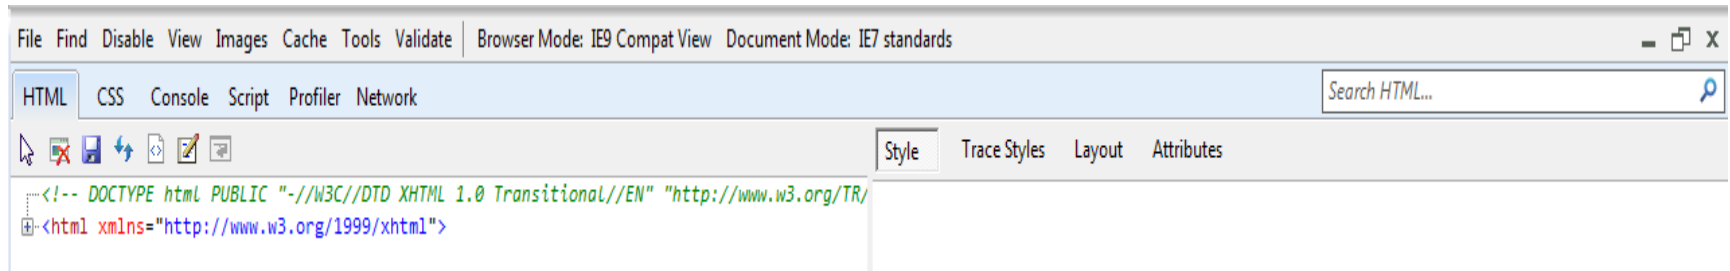 File Find Disable View Images Cache Tools Validate Browser Mode: IE9 Compat View Document Mode: IE7 standards
HTML CSS Console Script Profiler Network Search HTML...
Style Trace Styles Layout Attributes
<!-- DOCTYPE html PUBLIC "-//W3C//DTD XHTML 1.0 Transitional//EN" "http://www.w3.org/TR/
<html xmlns="http://www.w3.org/1999/xhtml">